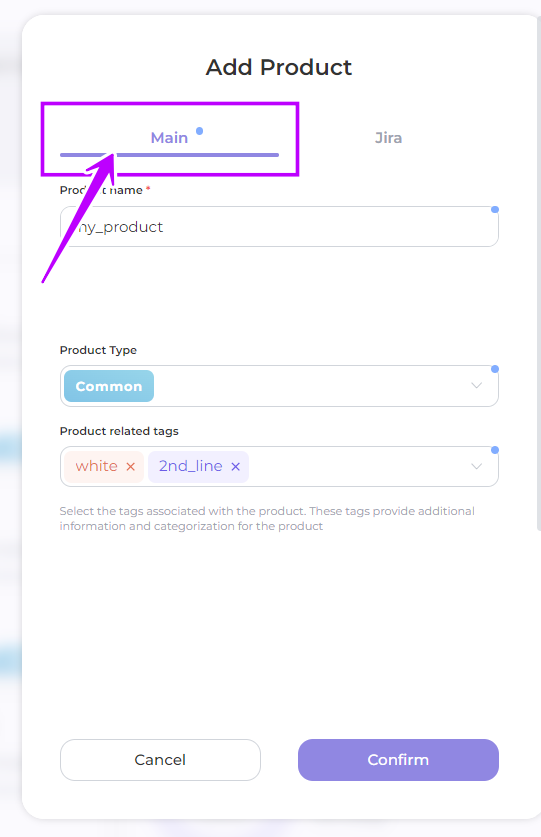 Add Product
Main
Jira
Product name *
my_product
Product Type
Common
Product related tags
white ×
2nd_line ×
Select the tags associated with the product. These tags provide additional
information and categorization for the product
Cancel
Confirm